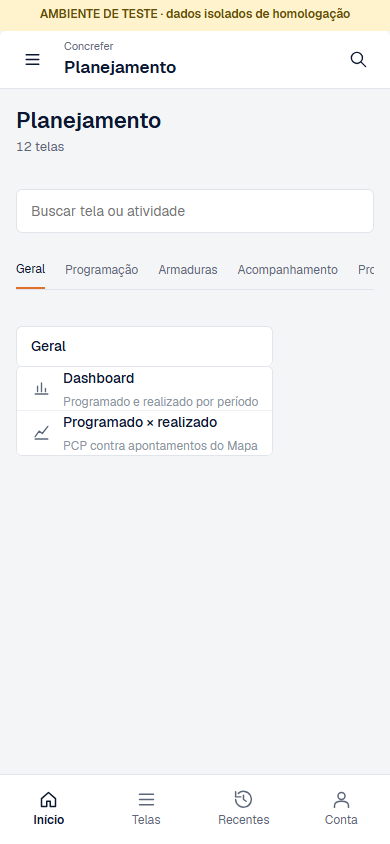 AMBIENTE DE TESTE · dados isolados de homologação
Concrefer
Planejamento
Planejamento
12 telas
Buscar tela ou atividade
Geral Programação Armaduras Acompanhamento Pro
Geral
Dashboard
Programado e realizado por período
Programado × realizado
PCP contra apontamentos do Mapa
Início Telas Recentes Conta